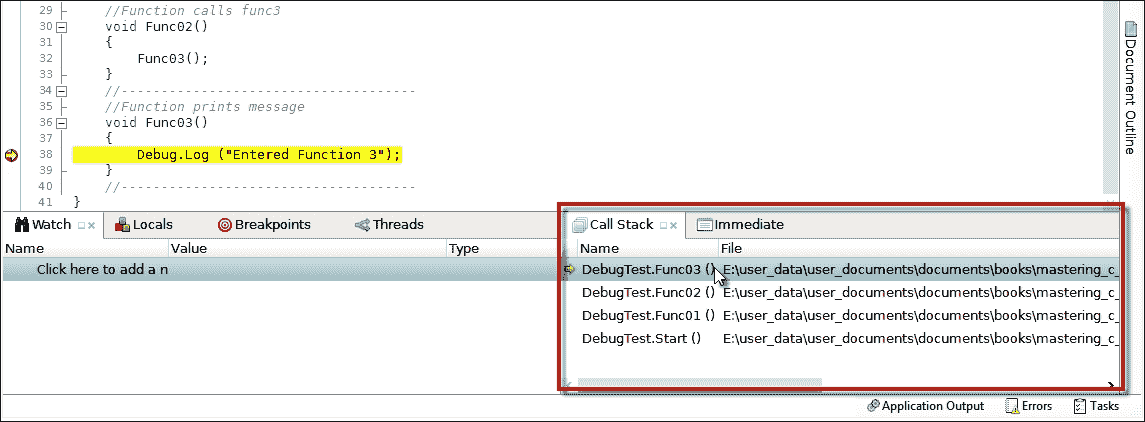 29 //Function calls func3
30 void Func02()
31 {
32 Func03();
33 }
34 //-------------------------------------
35 //Function prints message
36 void Func03()
37 {
38 Debug.Log ("Entered Function 3");
39 }
40 //-------------------------------------
41 }
Document Outline
Watch Locals Breakpoints Threads
Name Value Type
Click here to add a n
Call Stack Immediate
Name File
DebugTest.Func03 () E:\user_data\user_documents\documents\books\mastering_c_
DebugTest.Func02 () E:\user_data\user_documents\documents\books\mastering_c_
DebugTest.Func01 () E:\user_data\user_documents\documents\books\mastering_c_
DebugTest.Start () E:\user_data\user_documents\documents\books\mastering_c_
Application Output Errors Tasks